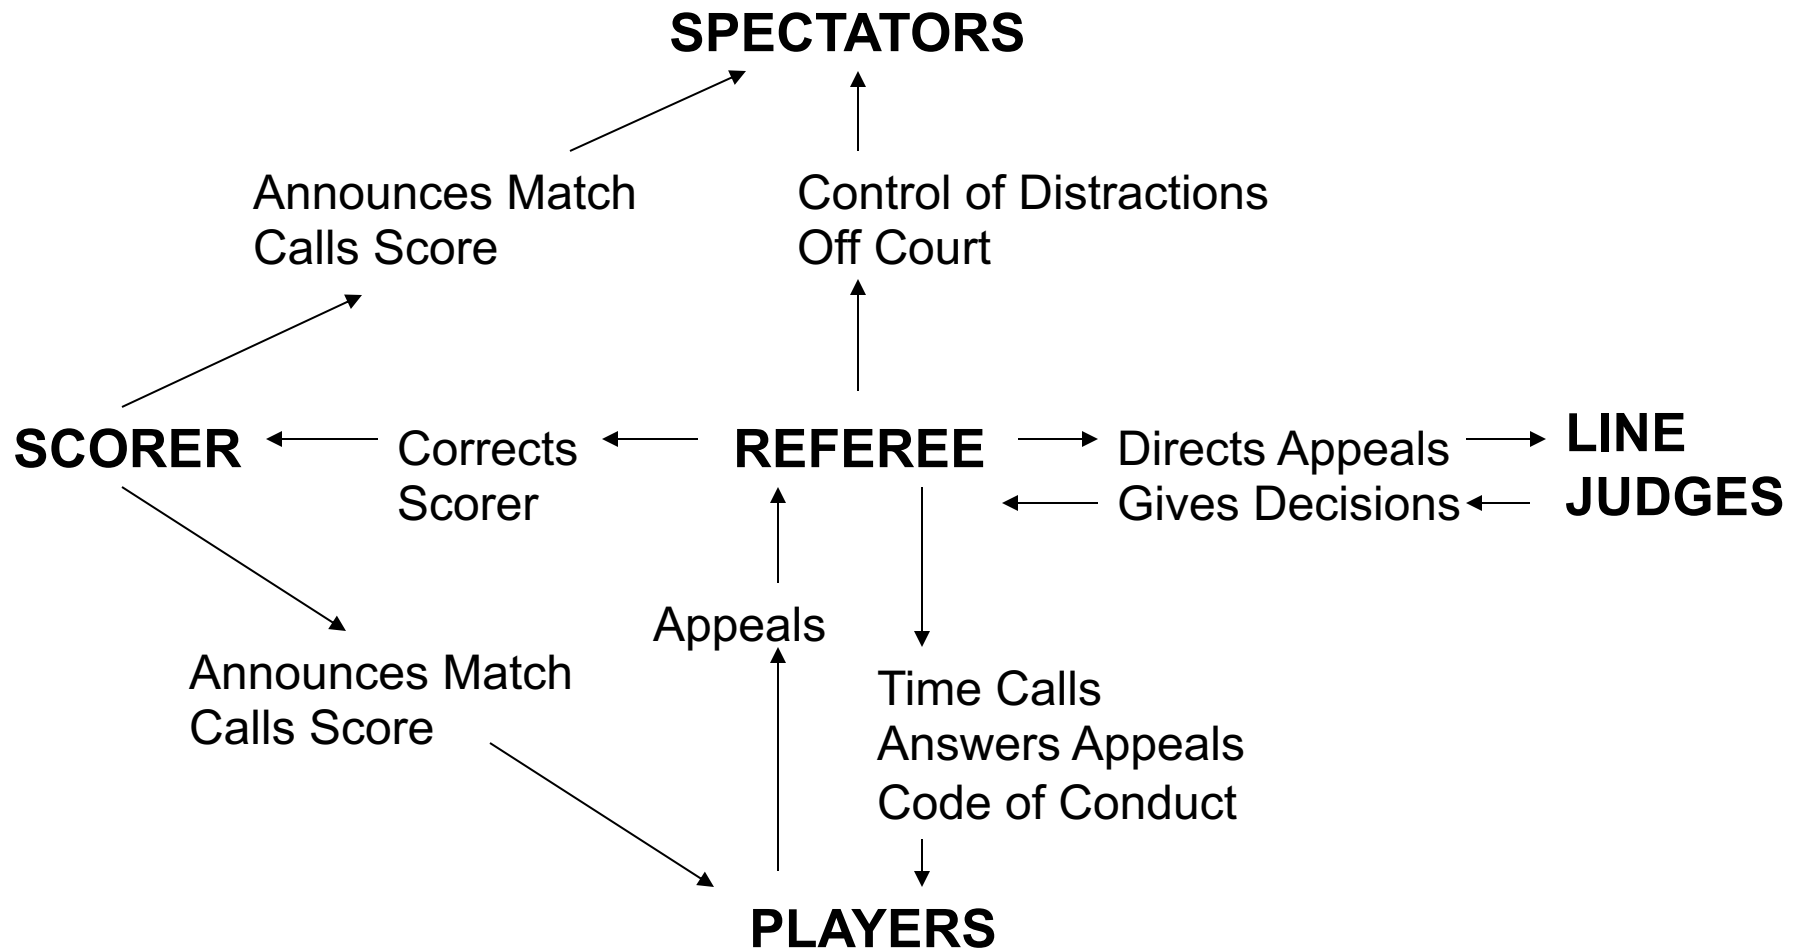 SPECTATORS
Announces Match
Calls Score
Control of Distractions
Off Court
SCORER
Corrects
Scorer
REFEREE
Directs Appeals
Gives Decisions
LINE
JUDGES
Appeals
Announces Match
Calls Score
Time Calls
Answers Appeals
Code of Conduct
PLAYERS